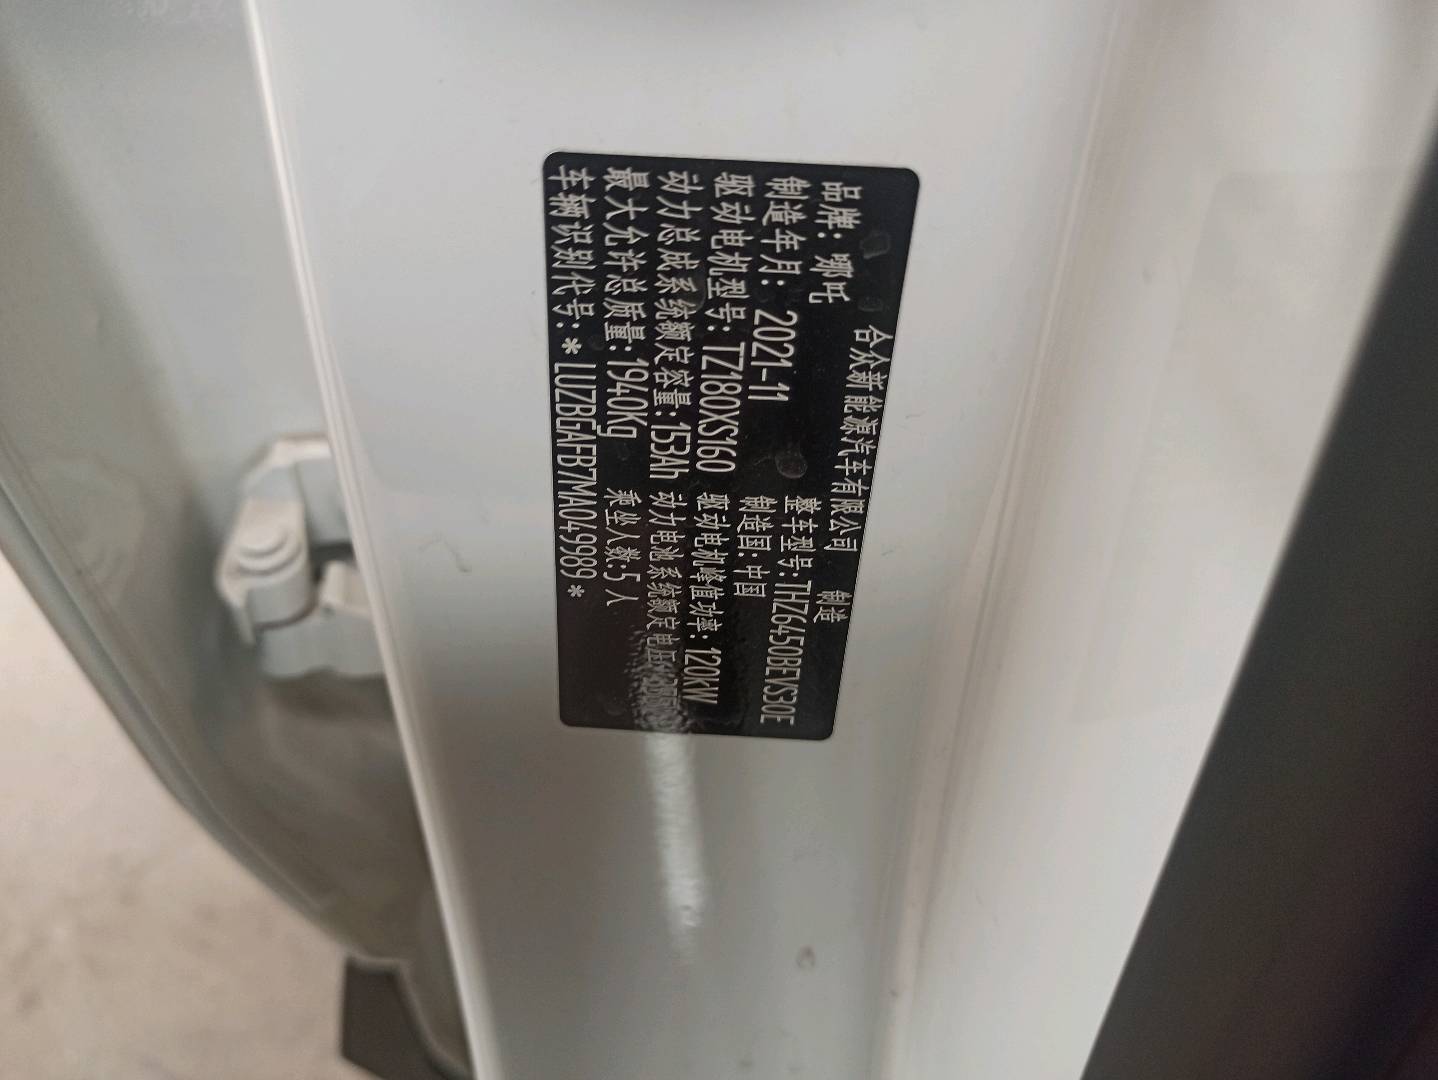 合众新能源汽车有限公司 制造
品牌：哪吒 整车型号：THZ6450BEVS30E
制造年月：2021-11 制造国：中国
驱动电机型号：TZ180XS160 驱动电机峰值功率：120kW
动力总成系统额定容量：153Ah 动力电池系统额定电压
最大允许总质量：1940Kg 乘坐人数:5 人
车辆识别代号：*LUZBGAFB7MA049989*